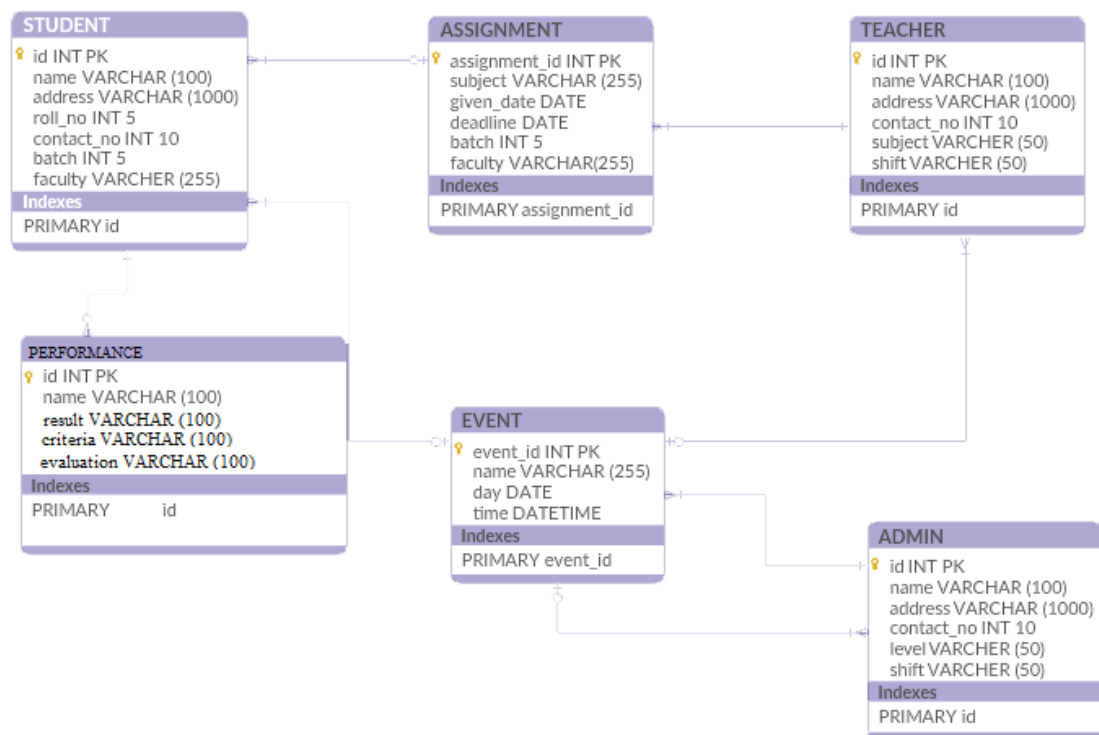 STUDENT
id INT PK
name VARCHAR (100)
address VARCHAR (1000)
roll_no INT 5
contact_no INT 10
batch INT 5
faculty VARCHER (255)
Indexes
PRIMARY id
ASSIGNMENT
assignment_id INT PK
subject VARCHAR (255)
given_date DATE
deadline DATE
batch INT 5
faculty VARCHAR(255)
Indexes
PRIMARY assignment_id
TEACHER
id INT PK
name VARCHAR (100)
address VARCHAR (1000)
contact_no INT 10
subject VARCHER (50)
shift VARCHER (50)
Indexes
PRIMARY id
PERFORMANCE
id INT PK
name VARCHAR (100)
result VARCHAR (100)
criteria VARCHAR (100)
evaluation VARCHAR (100)
Indexes
PRIMARY id
EVENT
event_id INT PK
name VARCHAR (255)
day DATE
time DATETIME
Indexes
PRIMARY event_id
ADMIN
id INT PK
name VARCHAR (100)
address VARCHAR (1000)
contact_no INT 10
level VARCHER (50)
shift VARCHER (50)
Indexes
PRIMARY id